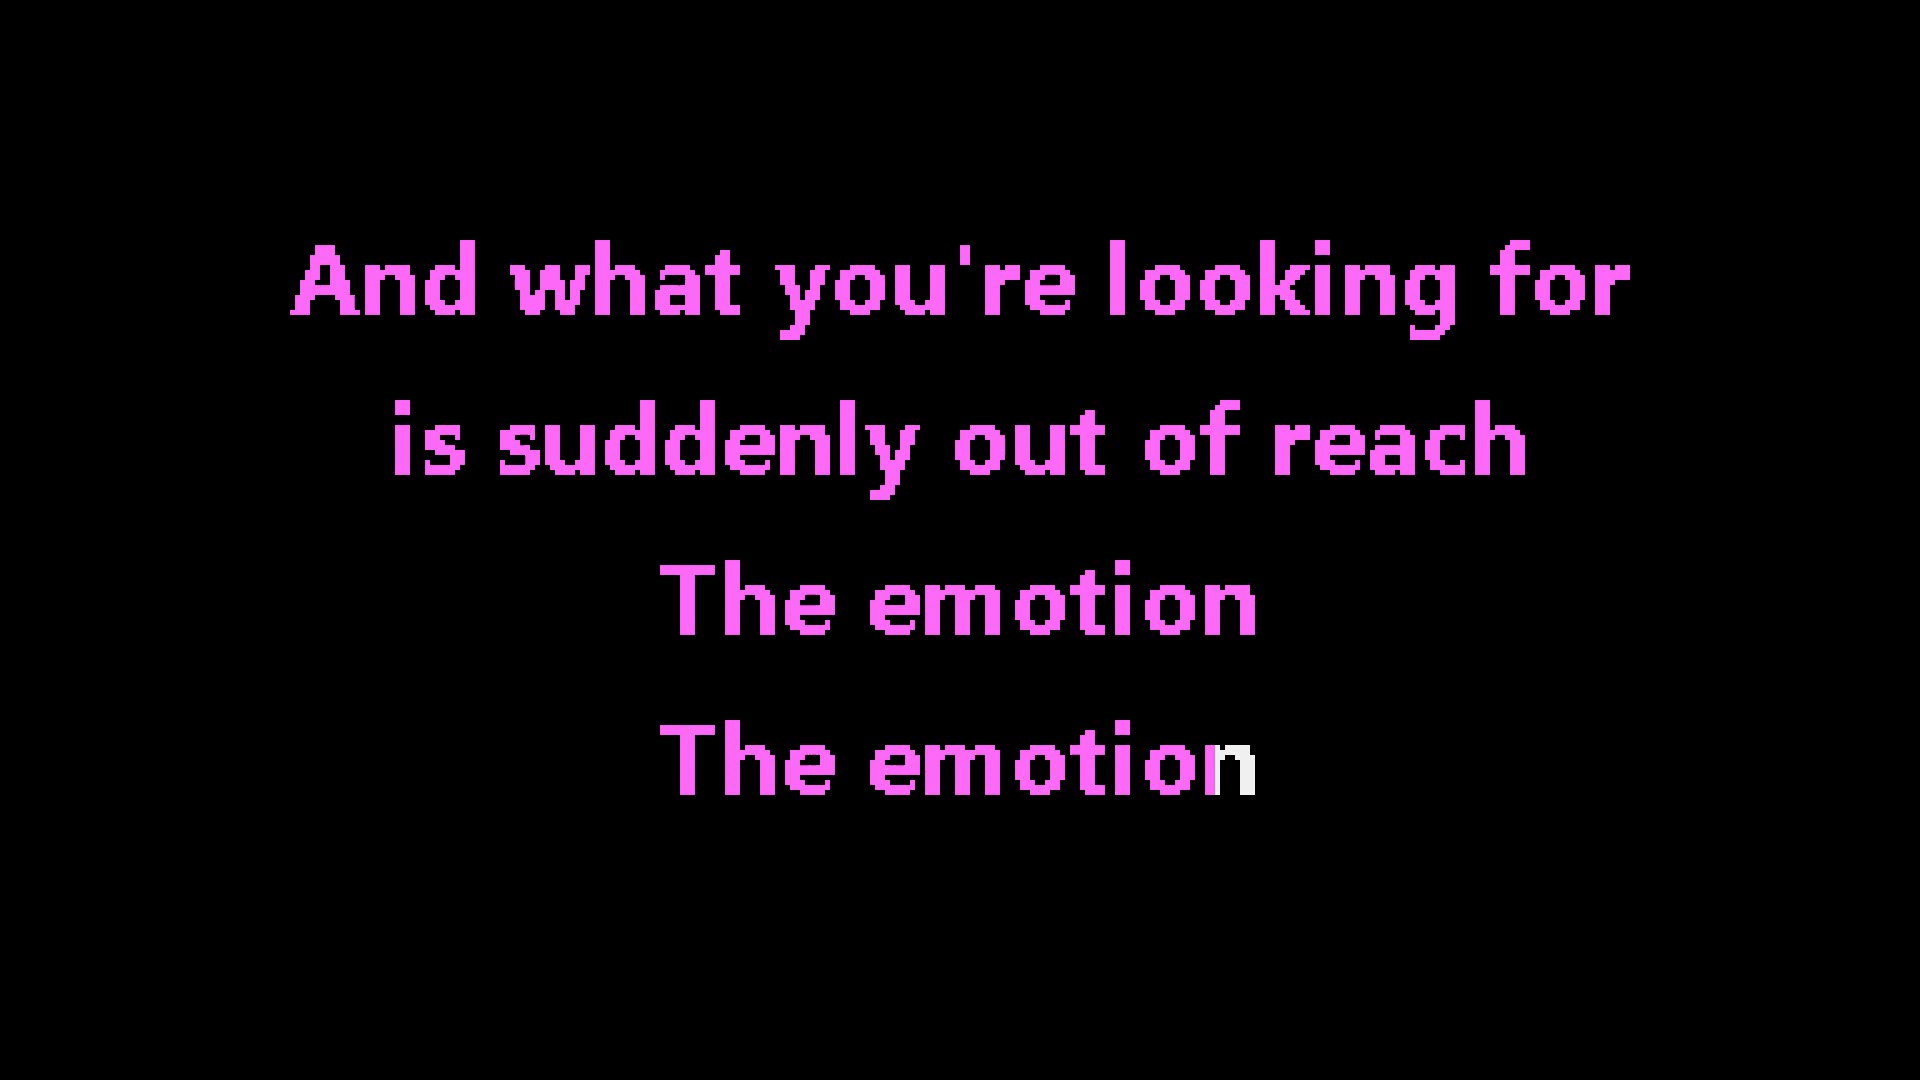 And what you're looking for
is suddenly out of reach
The emotion
The emotion